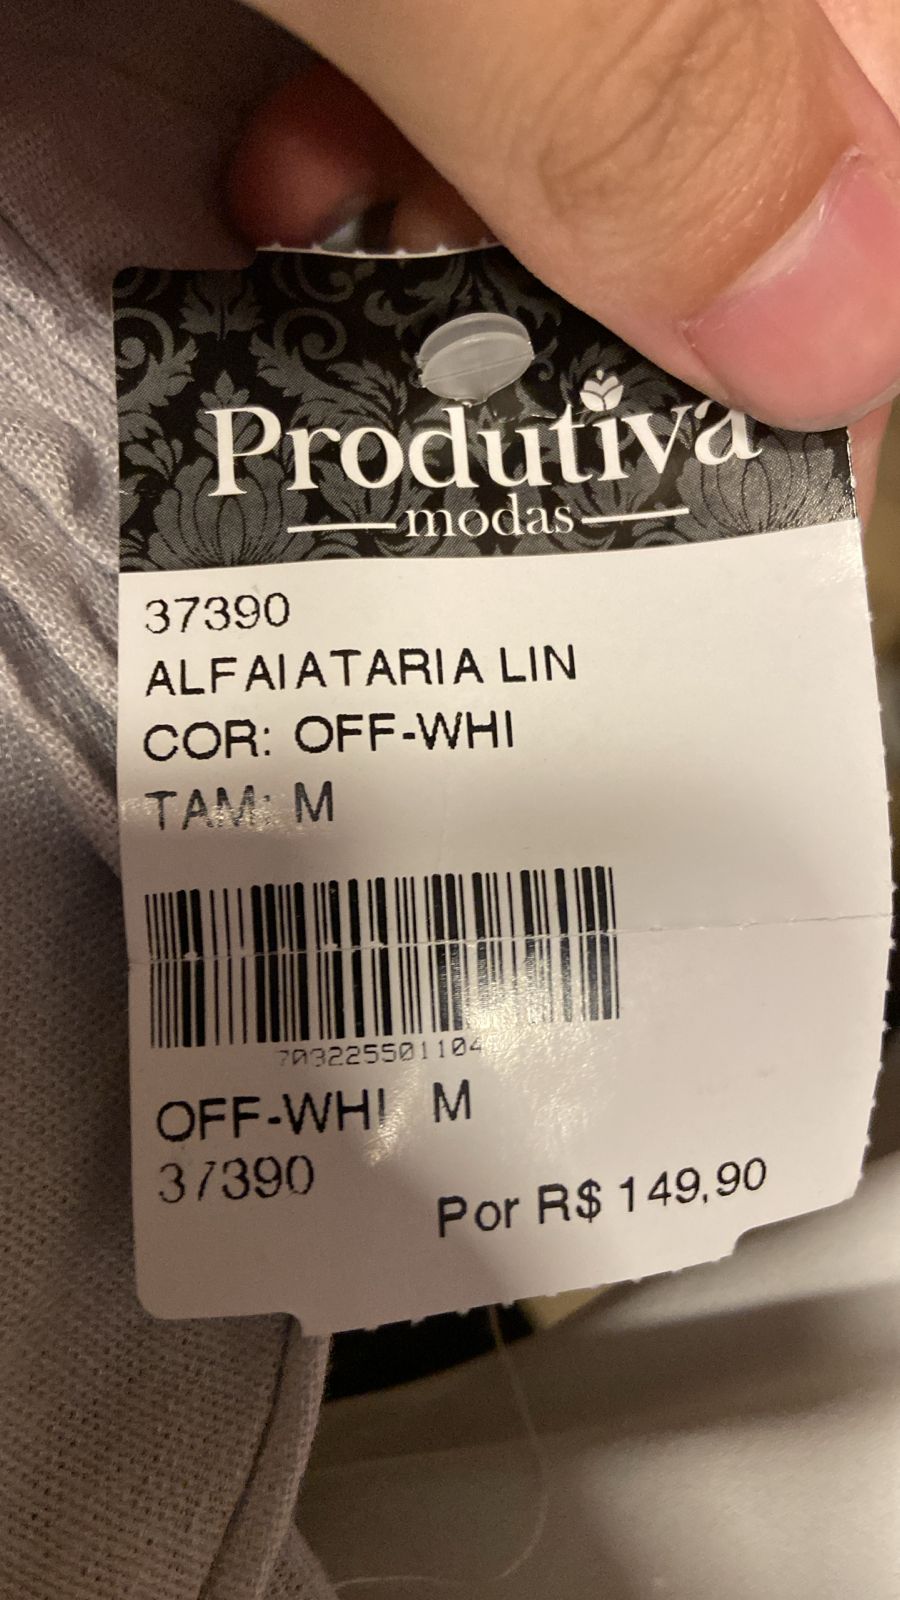 Produtiva
modas
37390
ALFAIATARIA LIN
COR: OFF-WHI
TAM: M
703225501104
OFF-WHI M
37390
Por R$ 149,90